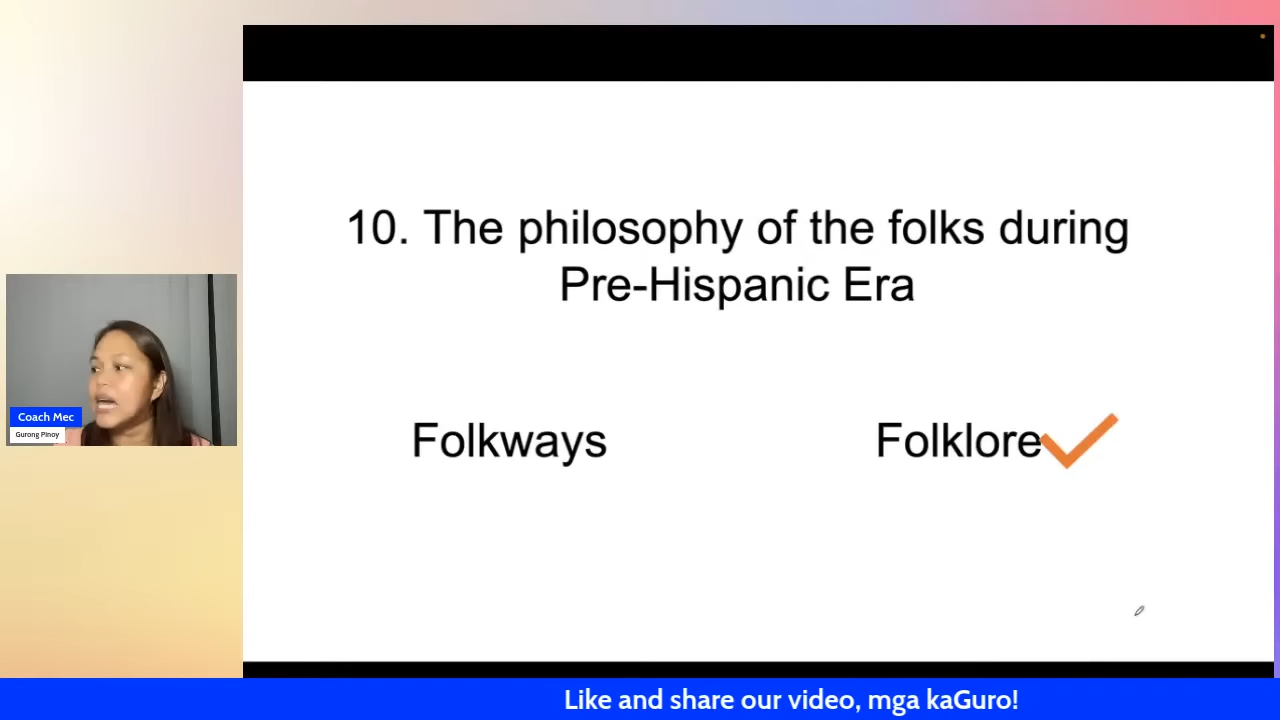 10. The philosophy of the folks during
Pre-Hispanic Era
Folkways
Folklore
Coach Mec
Gurong Pinoy
Like and share our video, mga kaGuro!